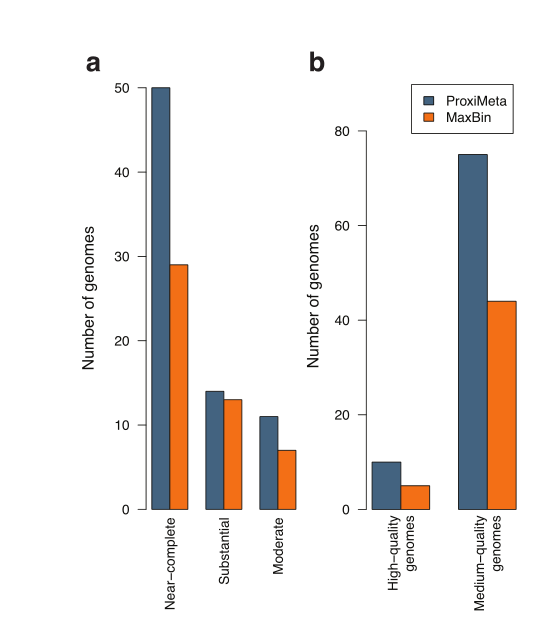 a
50
40
30
20
10
0
Number of genomes
Near−complete
Substantial
Moderate
b
ProxiMeta
MaxBin
80
60
40
20
0
Number of genomes
High−quality
genomes
Medium−quality
genomes